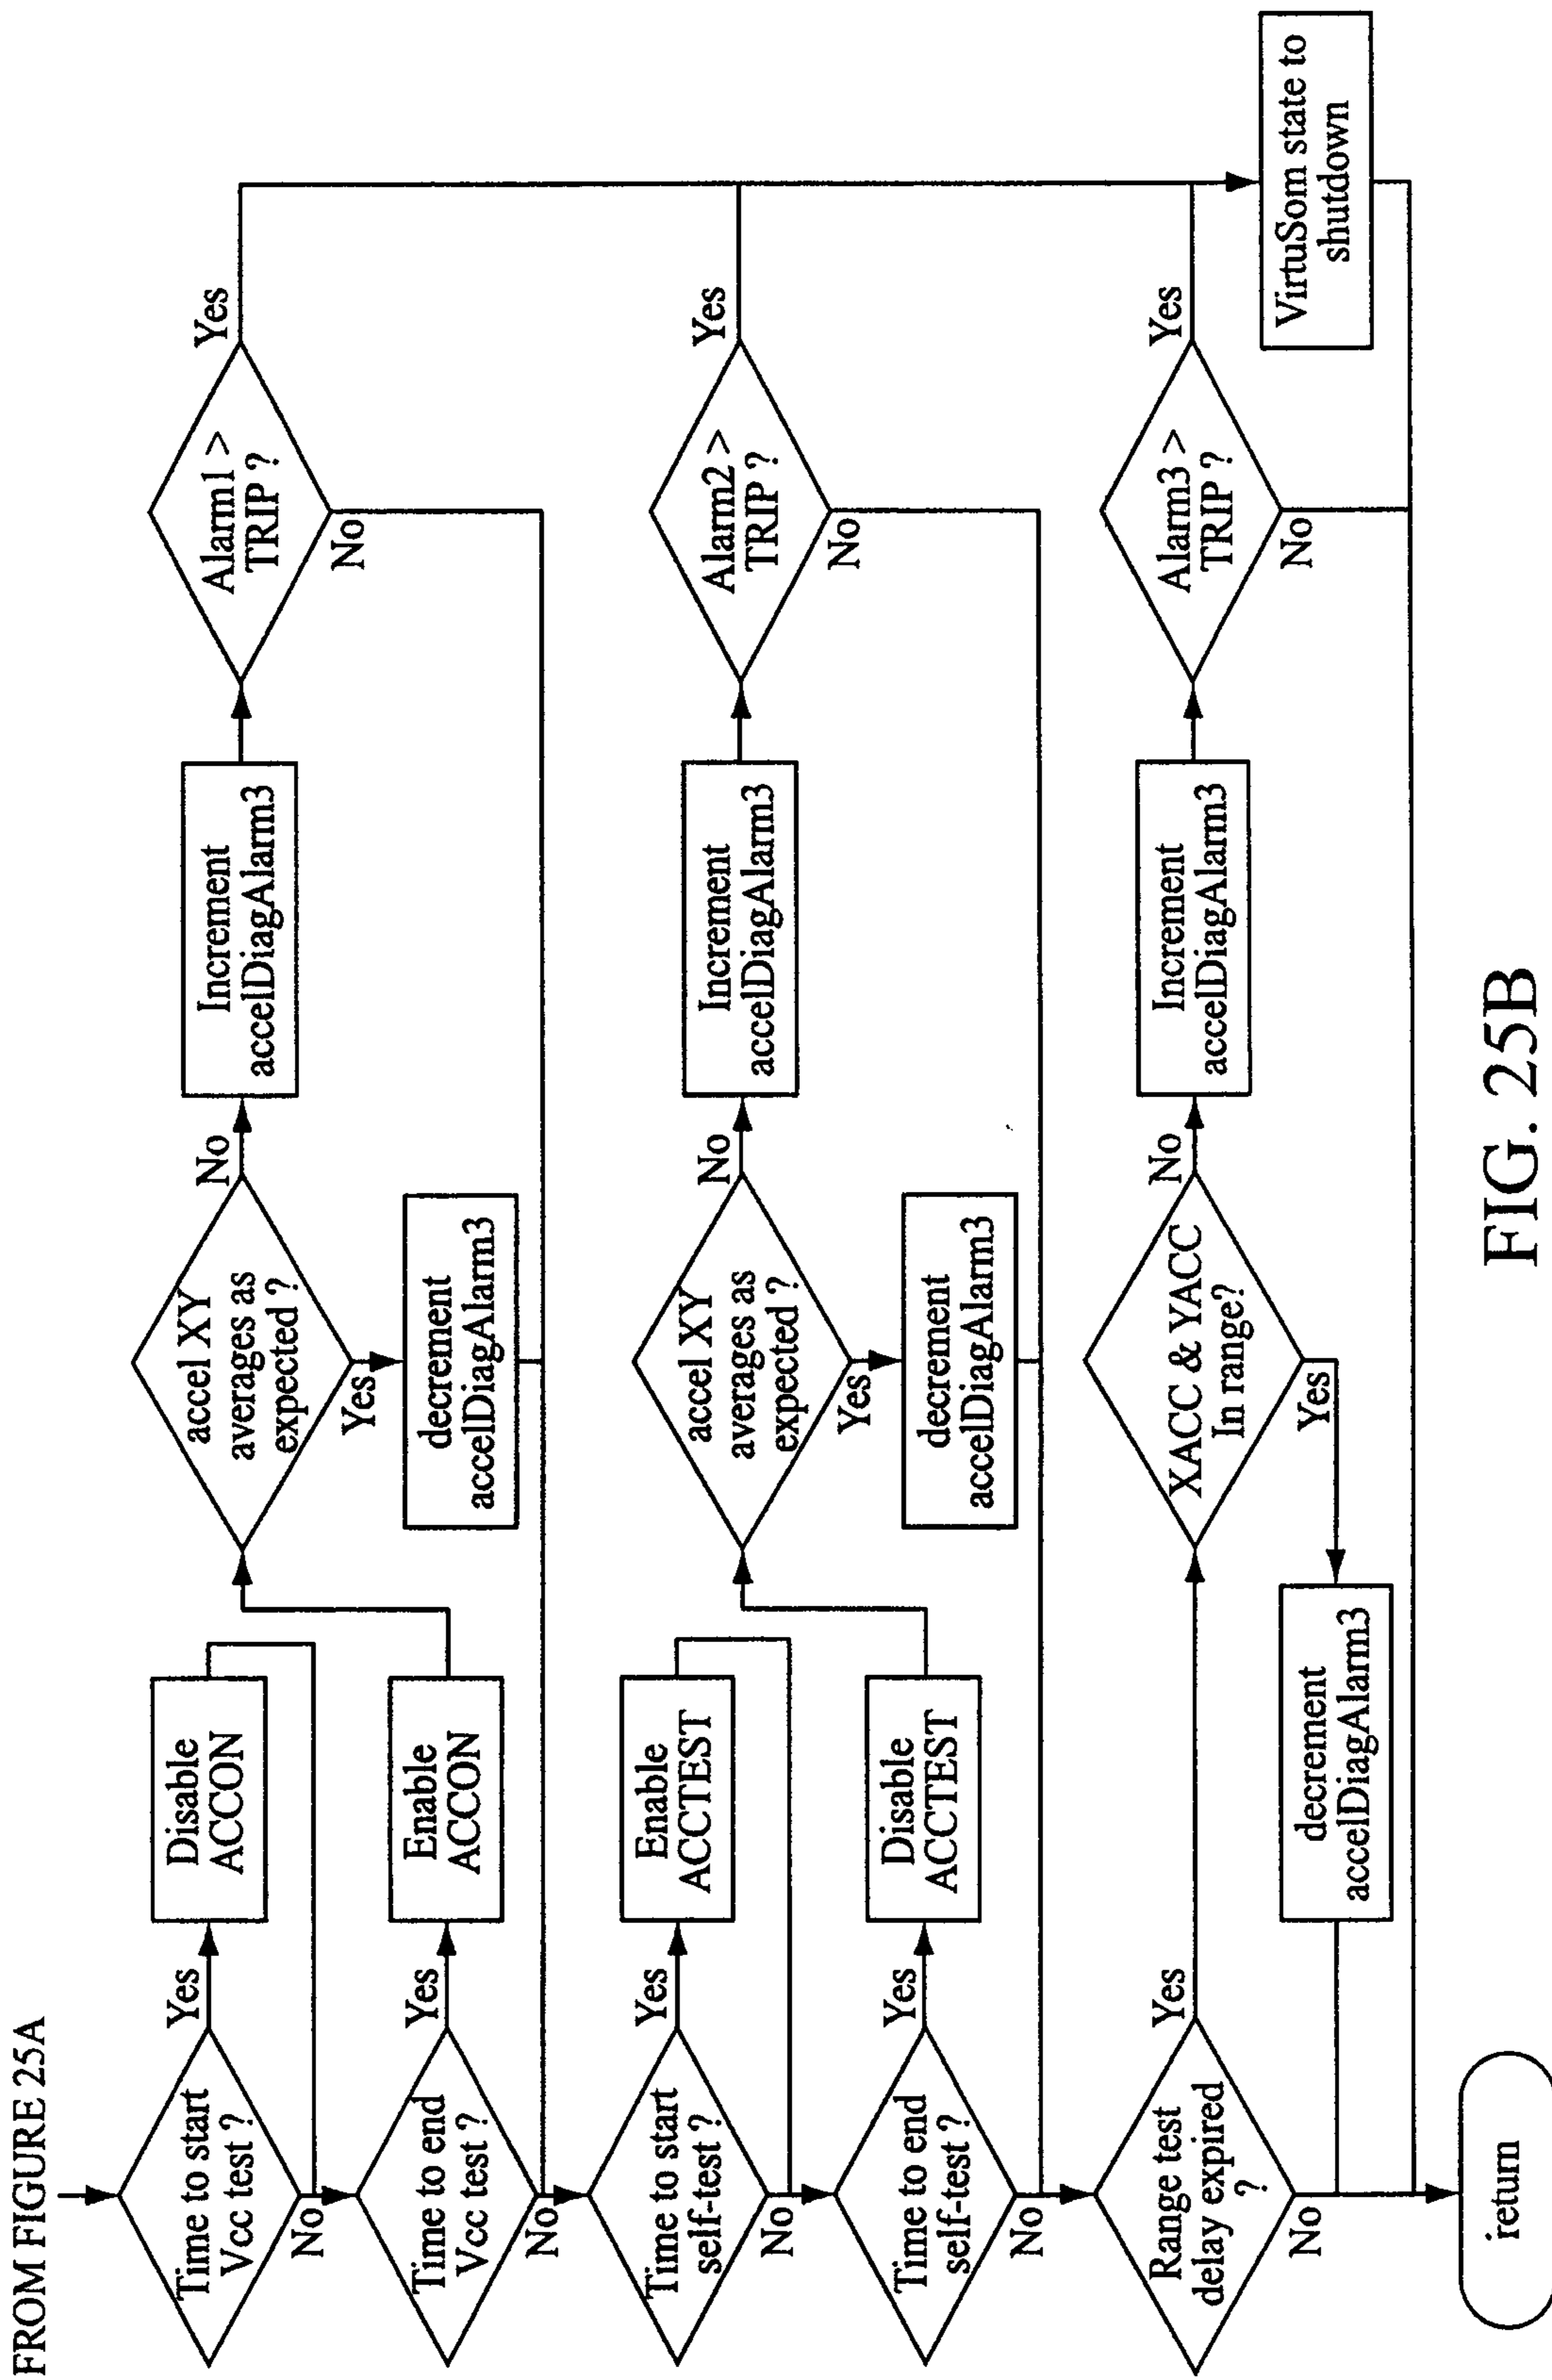 FROM FIGURE 25A
Time to start
Vcc test ?
Yes
No
Disable
ACCON
Time to end
Vcc test ?
Yes
No
Enable
ACCON
accel XY
averages as
expected ?
No
Yes
decrement
accelDiagAlarm3
Increment
accelDiagAlarm3
Alarm1 >
TRIP ?
Yes
No
Time to start
self-test ?
Yes
No
Enable
ACCTEST
Time to end
self-test ?
Yes
No
Disable
ACCTEST
accel XY
averages as
expected ?
No
Yes
decrement
accelDiagAlarm3
Increment
accelDiagAlarm3
Alarm2 >
TRIP ?
Yes
No
Range test
delay expired
?
Yes
No
XACC & YACC
In range?
No
Yes
decrement
accelDiagAlarm3
Increment
accelDiagAlarm3
Alarm3 >
TRIP ?
Yes
No
VirtuSom state to
shutdown
return
FIG. 25B